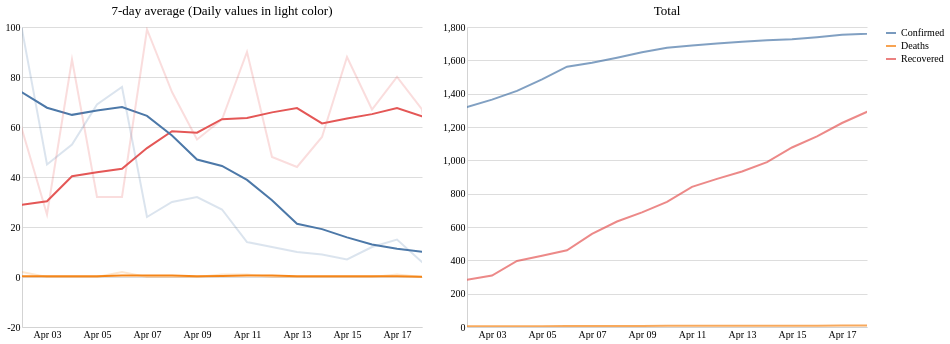 7-day average (Daily values in light color)
100
80
60
40
20
0
-20
Apr 03 Apr 05 Apr 07 Apr 09 Apr 11 Apr 13 Apr 15 Apr 17
Total
1,800
1,600
1,400
1,200
1,000
800
600
400
200
0
Apr 03 Apr 05 Apr 07 Apr 09 Apr 11 Apr 13 Apr 15 Apr 17
Confirmed
Deaths
Recovered